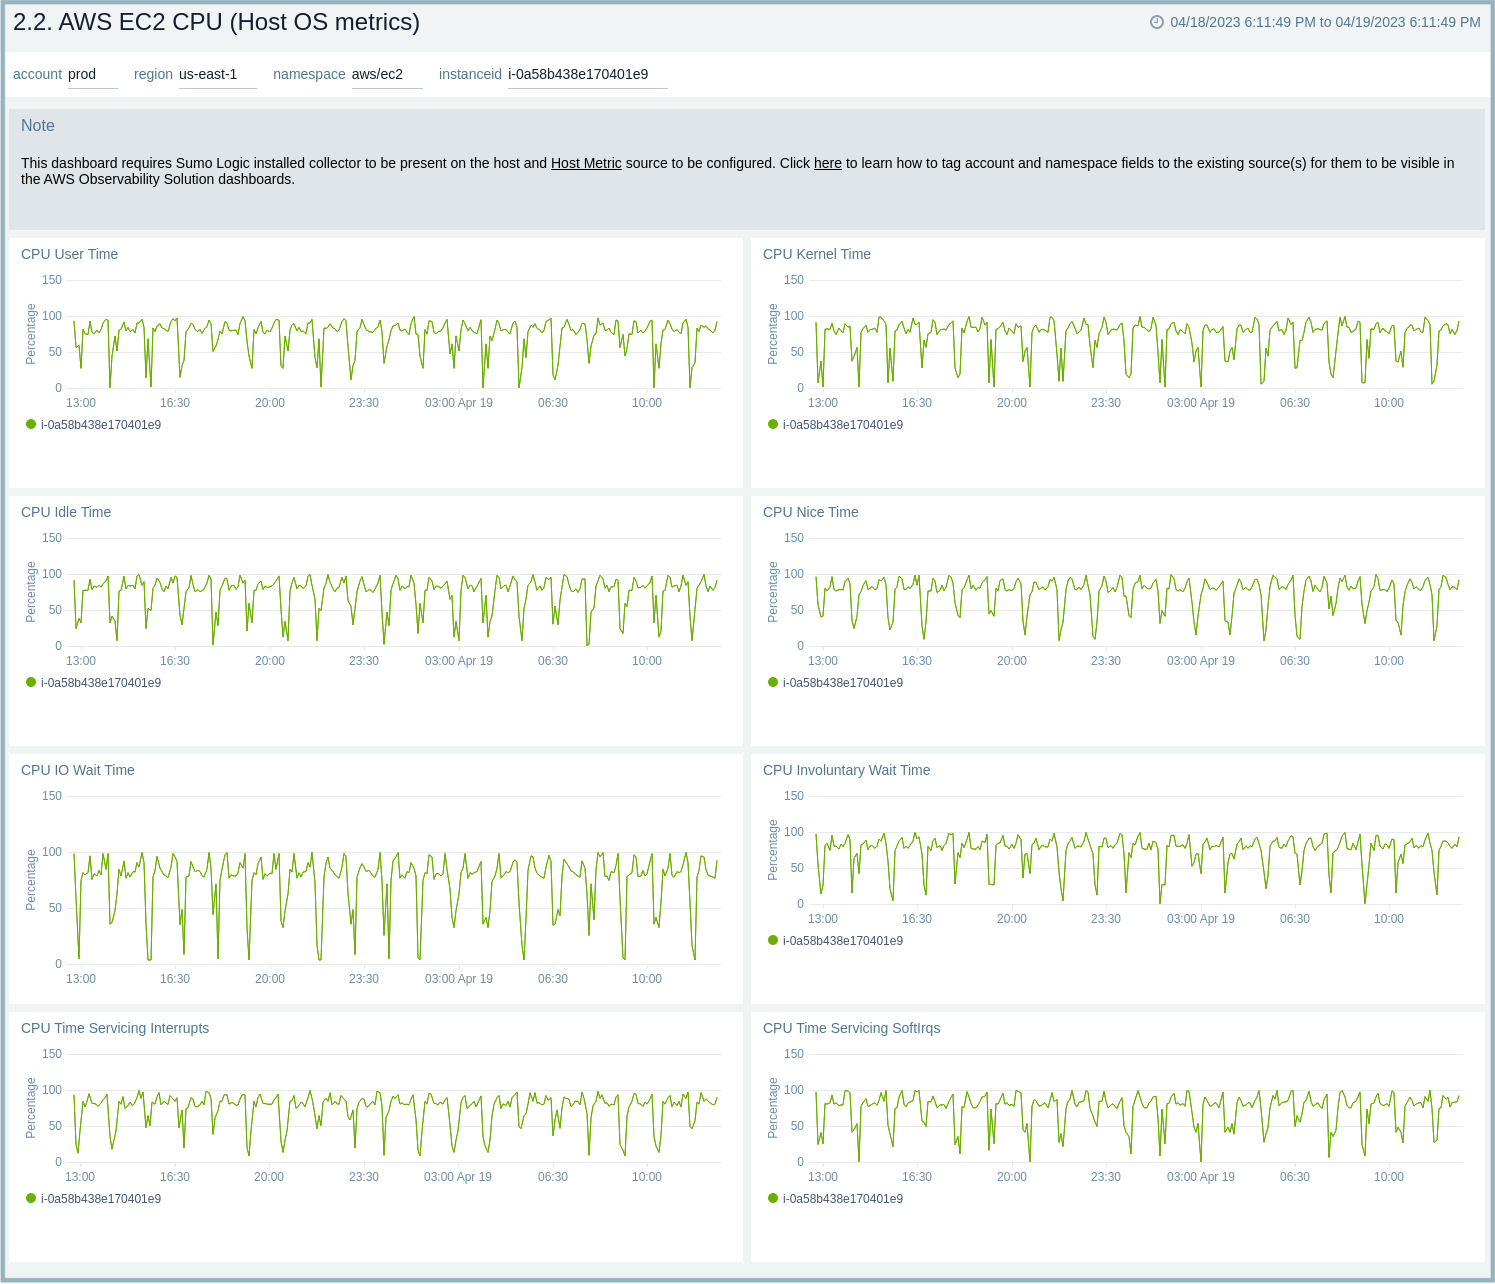 2.2. AWS EC2 CPU (Host OS metrics)
04/18/2023 6:11:49 PM to 04/19/2023 6:11:49 PM
account prod region us-east-1 namespace aws/ec2 instanceid i-0a58b438e170401e9
Note
This dashboard requires Sumo Logic installed collector to be present on the host and Host Metric source to be configured. Click here to learn how to tag account and namespace fields to the existing source(s) for them to be visible in
the AWS Observability Solution dashboards.
CPU User Time
150
100
50
0
Percentage
13:00 16:30 20:00 23:30 03:00 Apr 19 06:30 10:00
i-0a58b438e170401e9
CPU Kernel Time
150
100
50
0
Percentage
13:00 16:30 20:00 23:30 03:00 Apr 19 06:30 10:00
i-0a58b438e170401e9
CPU Idle Time
150
100
50
0
Percentage
13:00 16:30 20:00 23:30 03:00 Apr 19 06:30 10:00
i-0a58b438e170401e9
CPU Nice Time
150
100
50
0
Percentage
13:00 16:30 20:00 23:30 03:00 Apr 19 06:30 10:00
i-0a58b438e170401e9
CPU IO Wait Time
150
100
50
0
Percentage
13:00 16:30 20:00 23:30 03:00 Apr 19 06:30 10:00
CPU Involuntary Wait Time
150
100
50
0
Percentage
13:00 16:30 20:00 23:30 03:00 Apr 19 06:30 10:00
i-0a58b438e170401e9
CPU Time Servicing Interrupts
150
100
50
0
Percentage
13:00 16:30 20:00 23:30 03:00 Apr 19 06:30 10:00
i-0a58b438e170401e9
CPU Time Servicing SoftIrqs
150
100
50
0
Percentage
13:00 16:30 20:00 23:30 03:00 Apr 19 06:30 10:00
i-0a58b438e170401e9